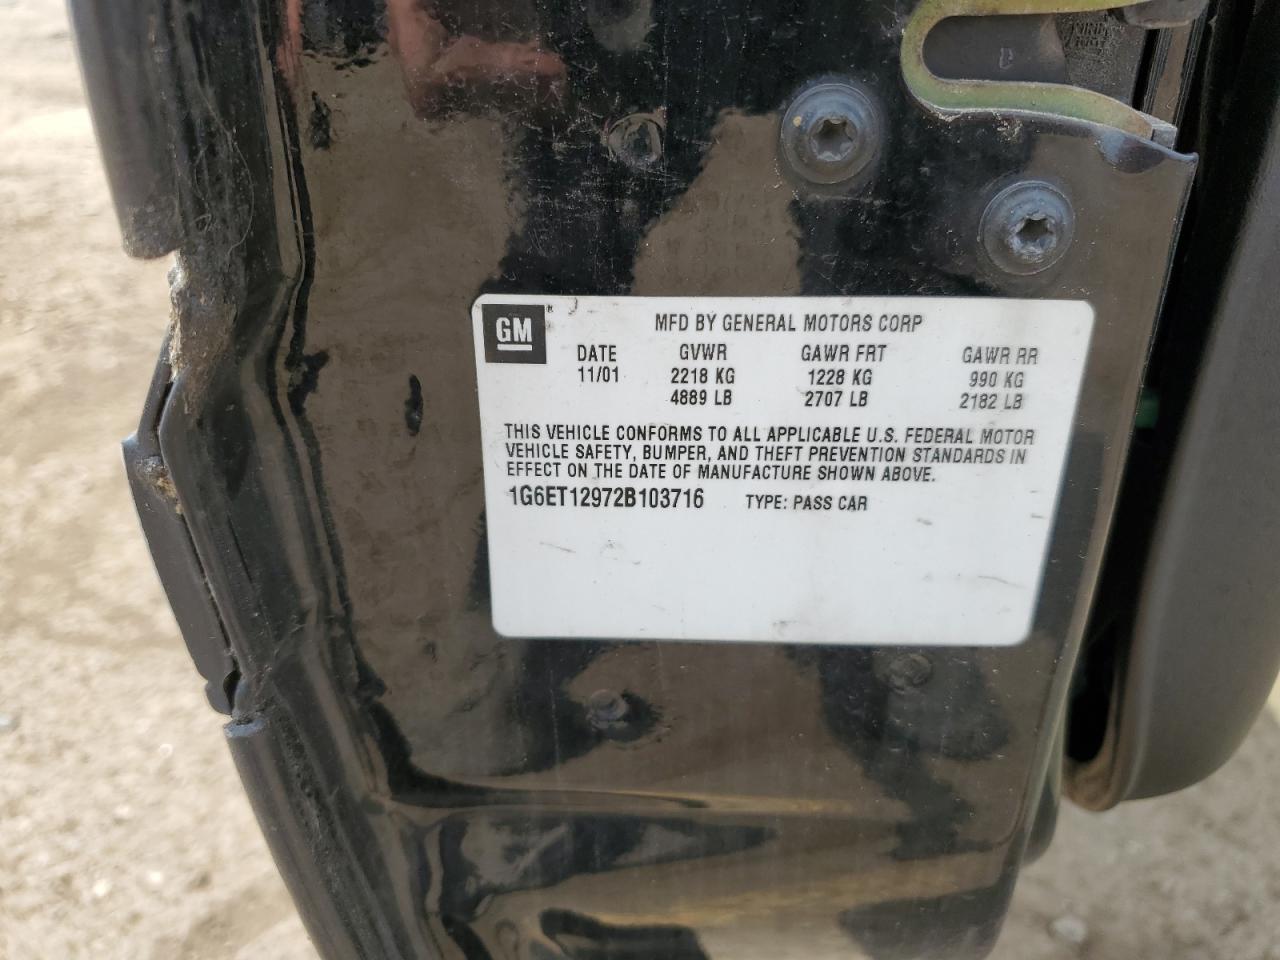 GM
MFD BY GENERAL MOTORS CORP
DATE GVWR GAWR FRT GAWR RR
11/01 2218 KG 1228 KG 990 KG
4889 LB 2707 LB 2182 LB
THIS VEHICLE CONFORMS TO ALL APPLICABLE U.S. FEDERAL MOTOR
VEHICLE SAFETY, BUMPER, AND THEFT PREVENTION STANDARDS IN
EFFECT ON THE DATE OF MANUFACTURE SHOWN ABOVE.
1G6ET12972B103716 TYPE: PASS CAR